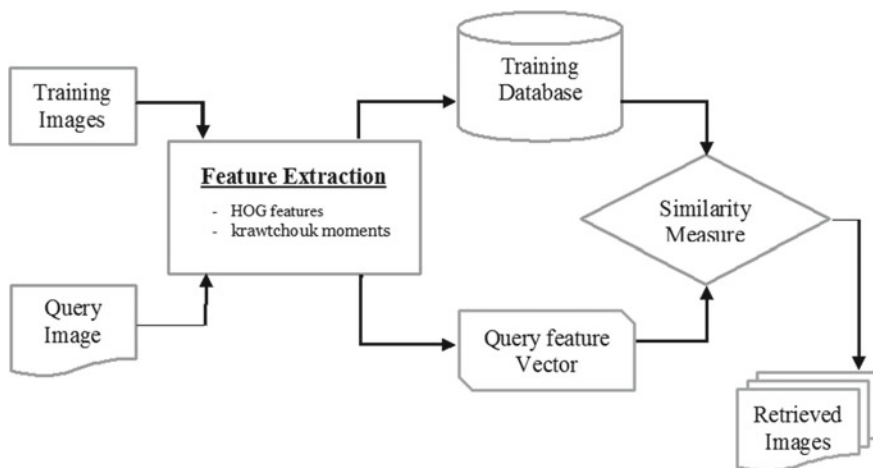 Training
Images
Training
Database
Feature Extraction
- HOG features
- krawtchouk moments
Similarity
Measure
Query
Image
Query feature
Vector
Retrieved
Images